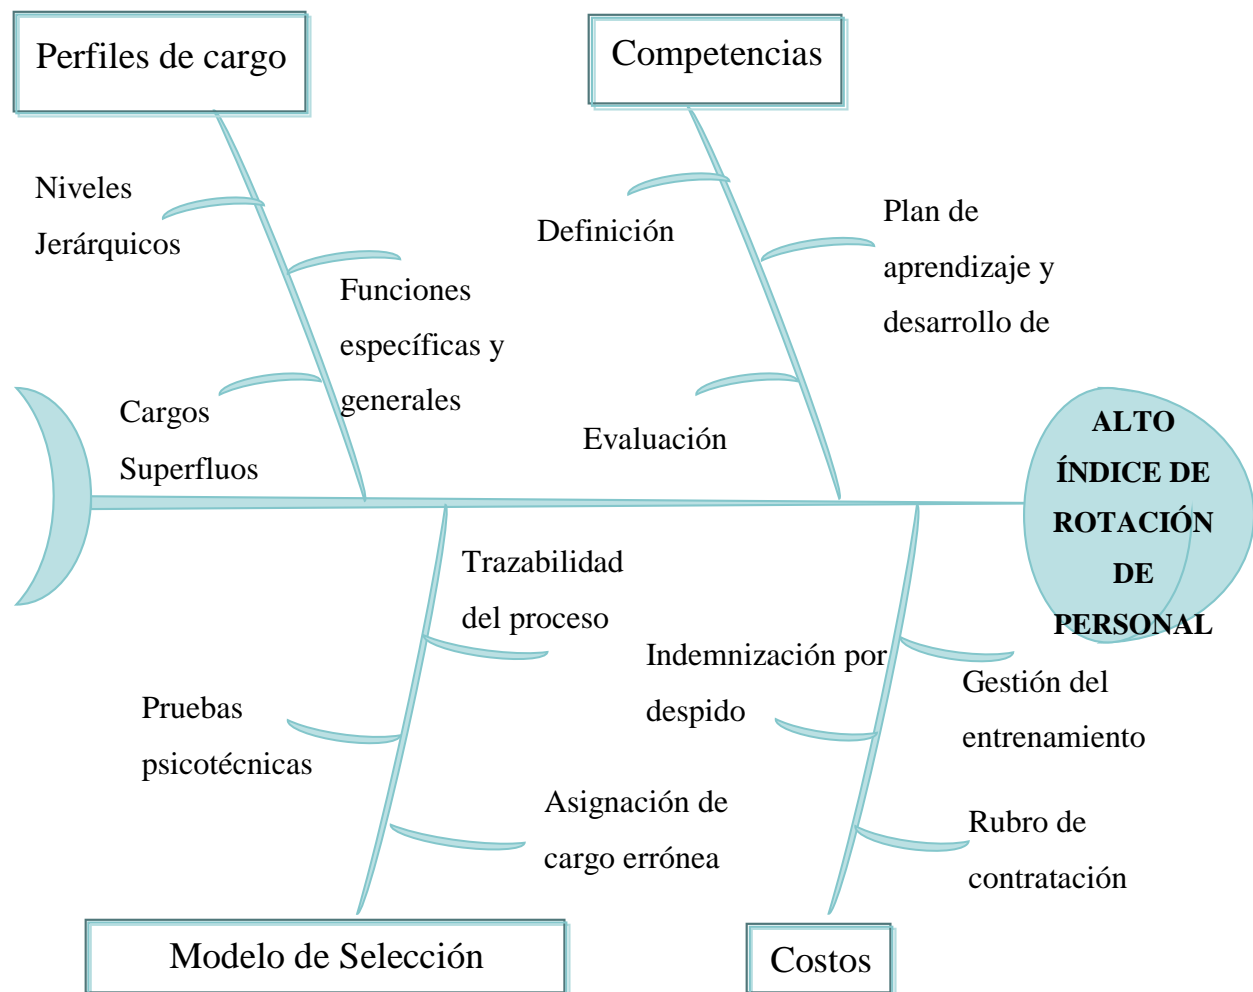 Perfiles de cargo
Competencias
Niveles
Jerárquicos
Funciones
específicas y
generales
Cargos
Superfluos
Definición
Plan de
aprendizaje y
desarrollo de
Evaluación
ALTO
ÍNDICE DE
ROTACIÓN
DE
PERSONAL
Trazabilidad
del proceso
Pruebas
psicotécnicas
Asignación de
cargo errónea
Indemnización por
despido
Gestión del
entrenamiento
Rubro de
contratación
Modelo de Selección
Costos